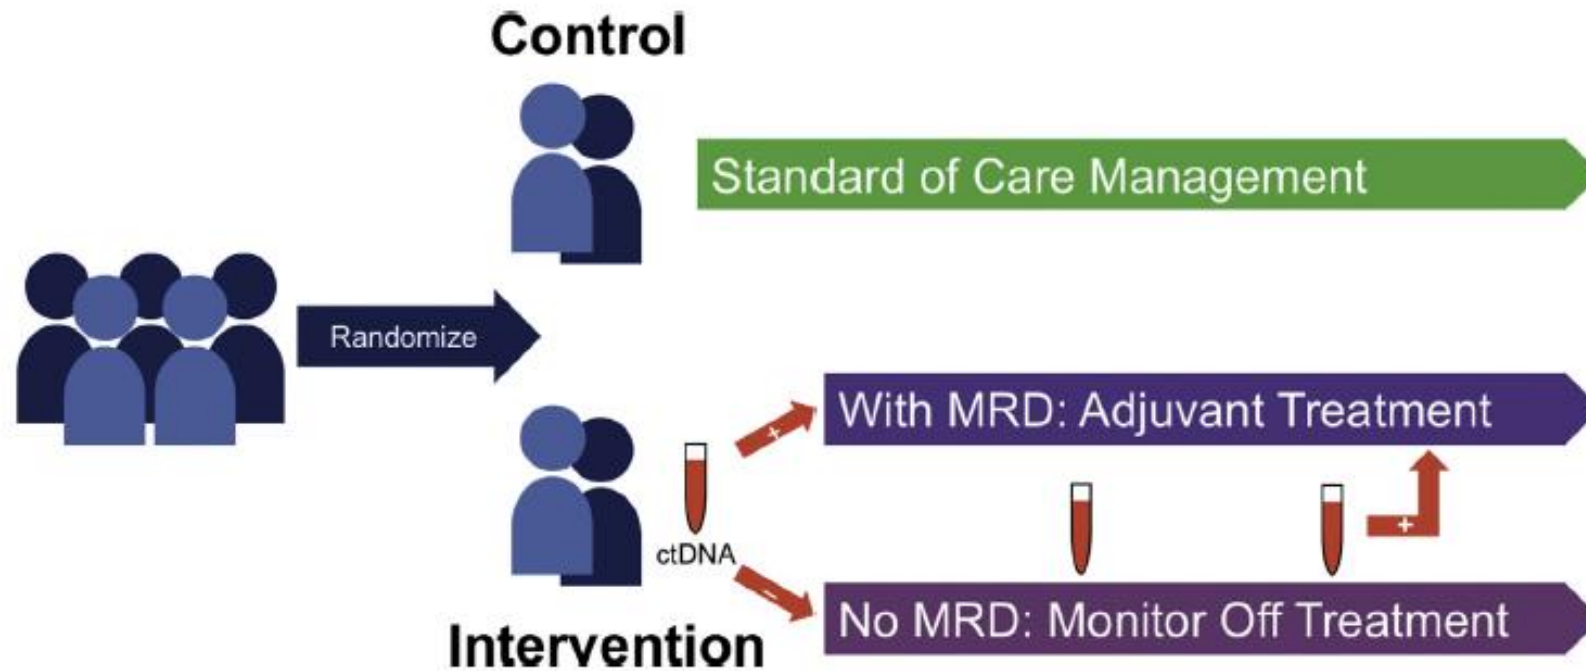 Control
Standard of Care Management
Randomize
+
With MRD: Adjuvant Treatment
ctDNA
+
–
No MRD: Monitor Off Treatment
Intervention